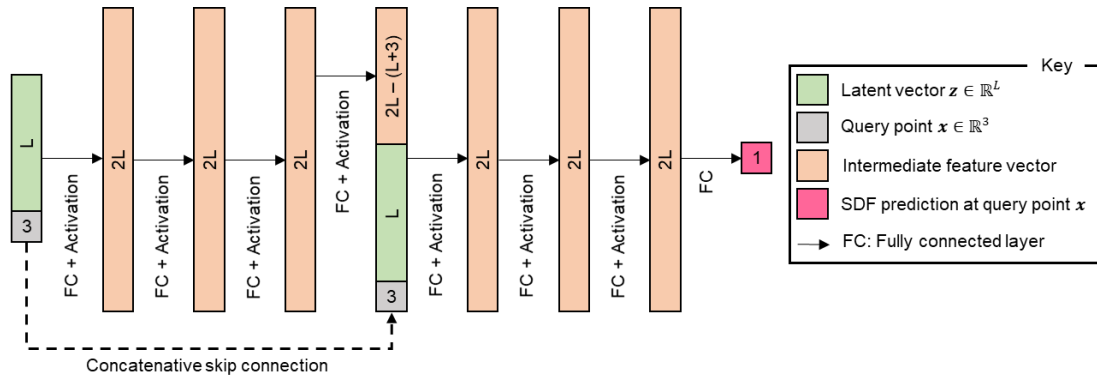 L
3
FC + Activation
2L
FC + Activation
2L
FC + Activation
2L
FC + Activation
2L – (L+3)
L
3
FC + Activation
2L
FC + Activation
2L
FC + Activation
2L
FC
1
Concatenative skip connection
Key
Latent vector z ∈ ℝ^L
Query point x ∈ ℝ^3
Intermediate feature vector
SDF prediction at query point x
FC: Fully connected layer